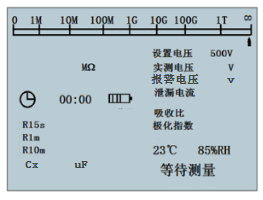 0 1M 10M 100M 1G 10G 100G 1T ∞
设置电压 500V
MΩ 实测电压 V
报警电压 V
00:00 泄漏电流
吸收比
R15s 极化指数
R1m
R10m 23℃ 85%RH
Cx uF 等待测量